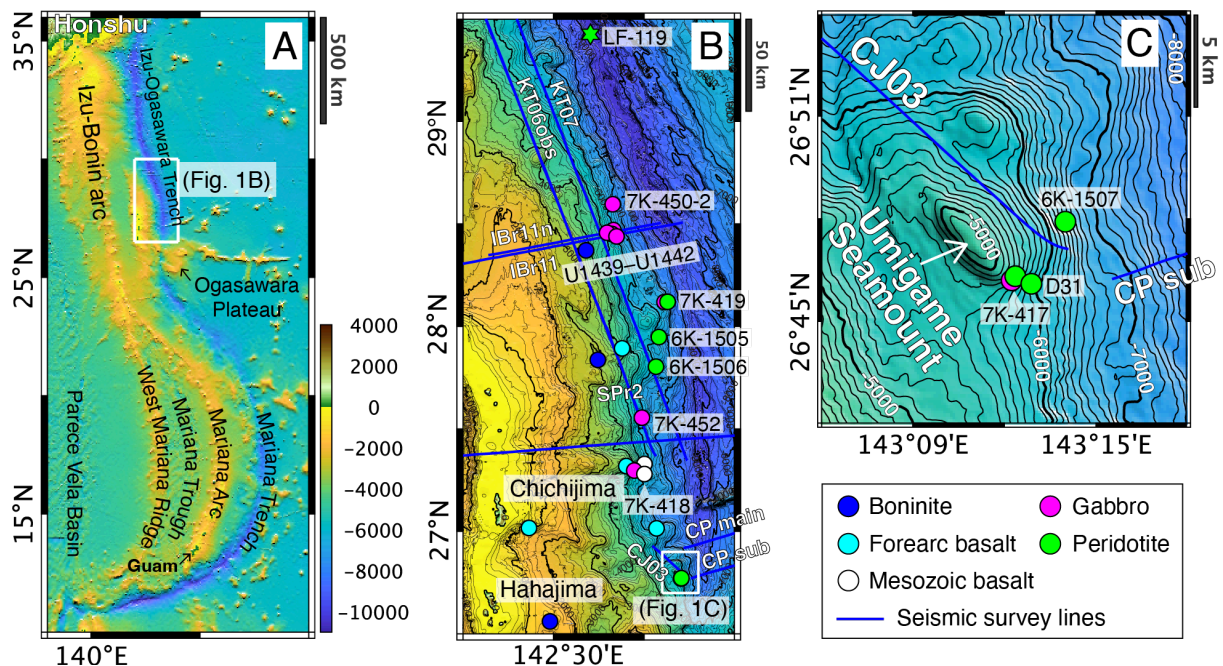 A
Honshu
35°N
25°N
15°N
140°E
500 km
Izu-Ogasawara Trench
Izu-Bonin arc
(Fig. 1B)
Ogasawara
Plateau
West Mariana Ridge
Mariana Trough
Mariana Arc
Mariana Trench
Parece Vela Basin
Guam
4000
2000
0
−2000
−4000
−6000
−8000
−10000
B
50 km
LF-119
KT06obs
KT07
29°N
28°N
27°N
142°30'E
7K-450-2
IBr11n
IBr11
U1439–U1442
7K-419
6K-1505
6K-1506
SPr2
7K-452
Chichijima
7K-418
CP main
CP sub
CJ03
Hahajima
(Fig. 1C)
C
5 km
CJ03
-8000
26°51'N
26°45'N
6K-1507
-5000
Umigame
Seamount
D31
7K-417
CP sub
-6000
-7000
-5000
143°09'E
143°15'E
Boninite
Gabbro
Forearc basalt
Peridotite
Mesozoic basalt
Seismic survey lines